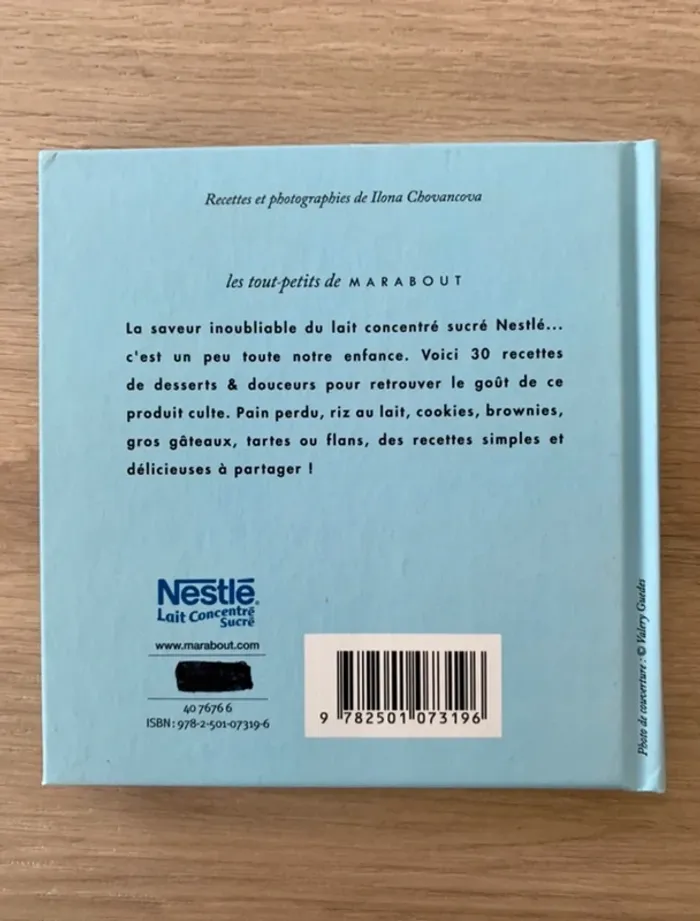 Recettes et photographies de Ilona Chovancova
les tout-petits de MARABOUT
La saveur inoubliable du lait concentré sucré Nestlé...
c'est un peu toute notre enfance. Voici 30 recettes
de desserts & douceurs pour retrouver le goût de ce
produit culte. Pain perdu, riz au lait, cookies, brownies,
gros gâteaux, tartes ou flans, des recettes simples et
délicieuses à partager !
Nestlé®
Lait Concentré
Sucré
www.marabout.com
40 7676 6
ISBN : 978-2-501-07319-6
9 782501 073196
Photo de couverture : © Valery Guedes